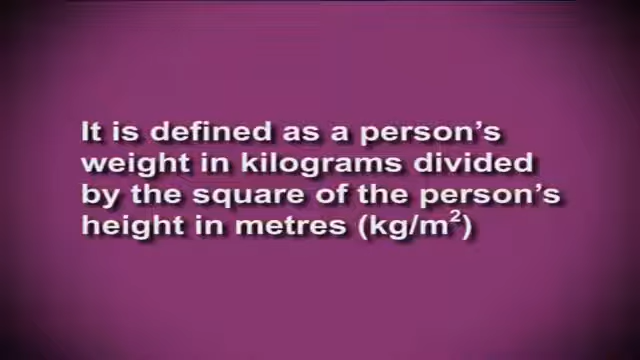 It is defined as a person’s
weight in kilograms divided
by the square of the person’s
height in metres (kg/m²)